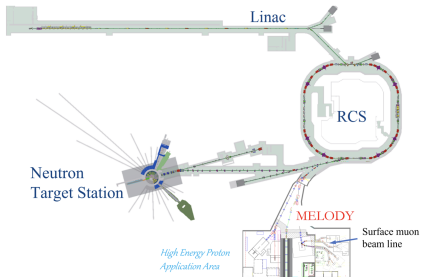 Linac
RCS
Neutron
Target Station
MELODY
Surface muon
beam line
High Energy Proton
Application Area